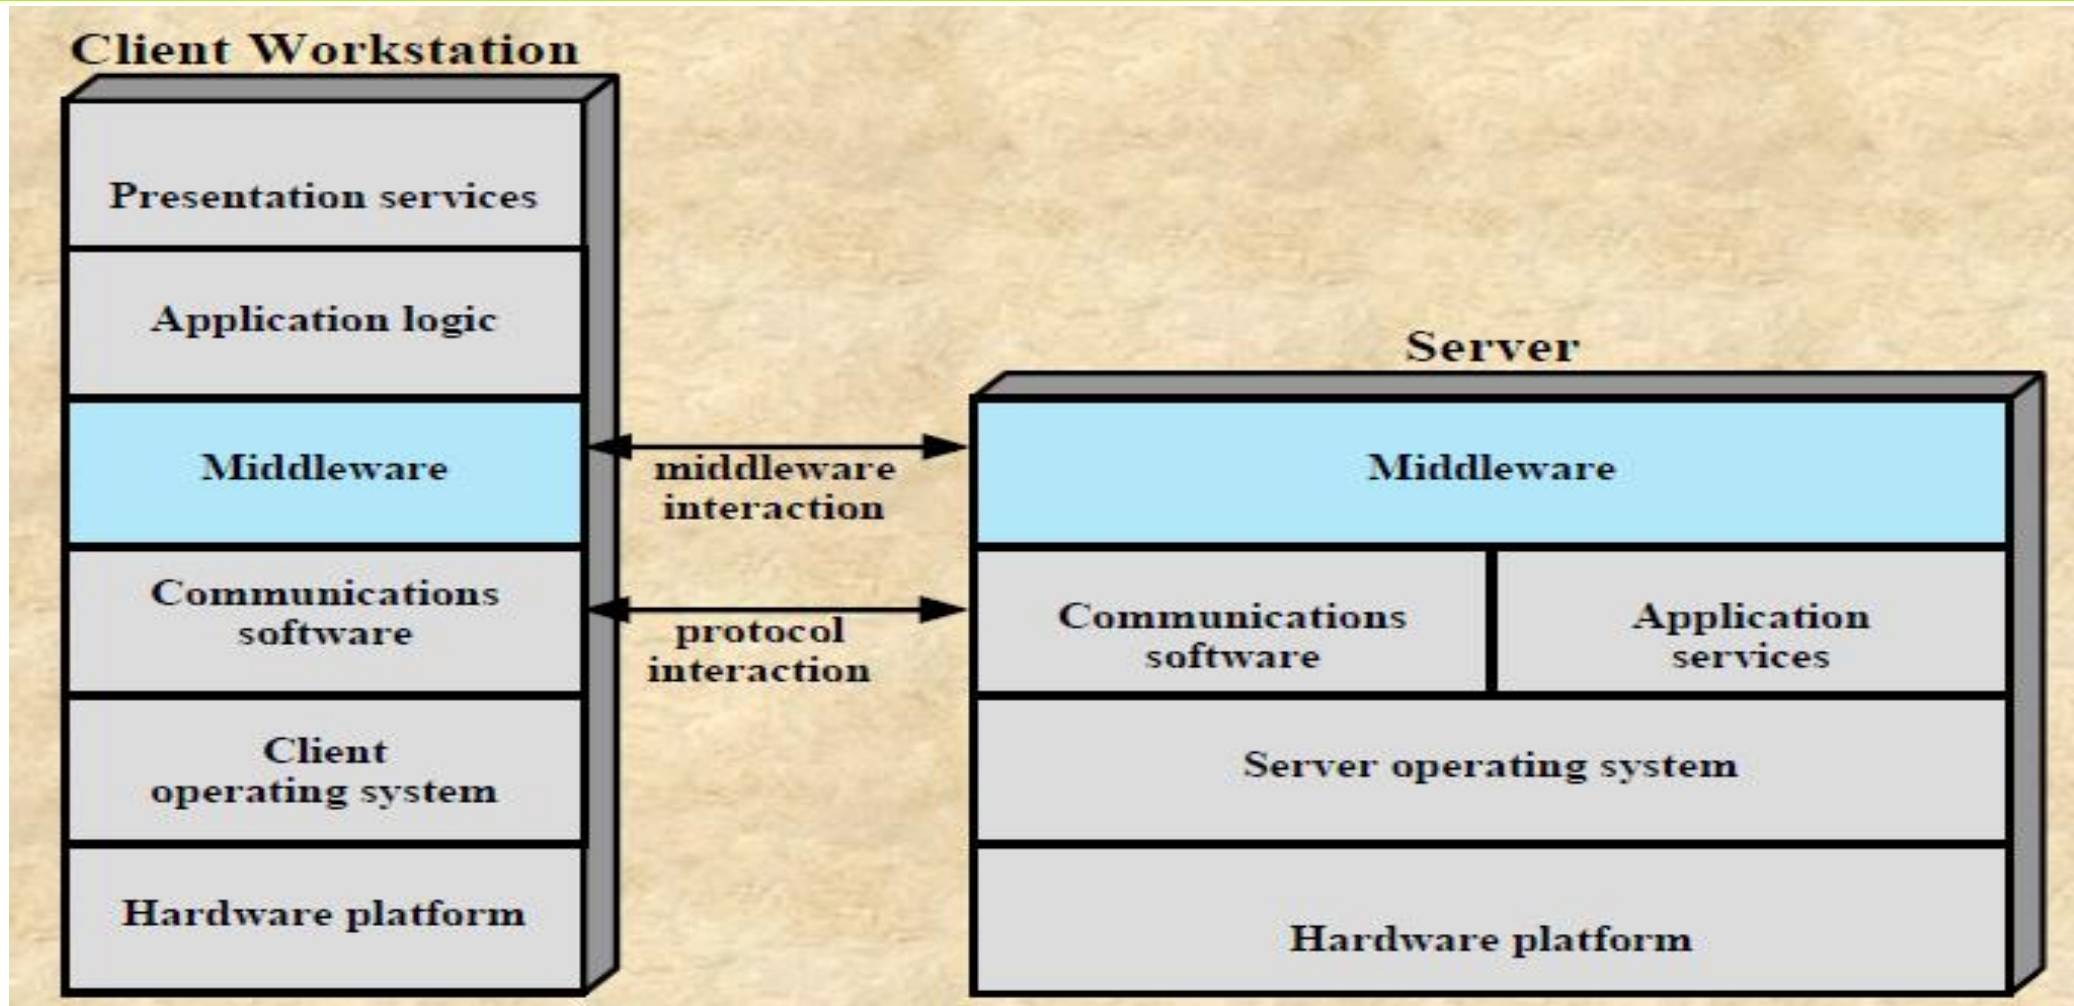 Client Workstation
Presentation services
Application logic
Middleware
Communications
software
Client
operating system
Hardware platform
middleware
interaction
protocol
interaction
Server
Middleware
Communications
software
Application
services
Server operating system
Hardware platform